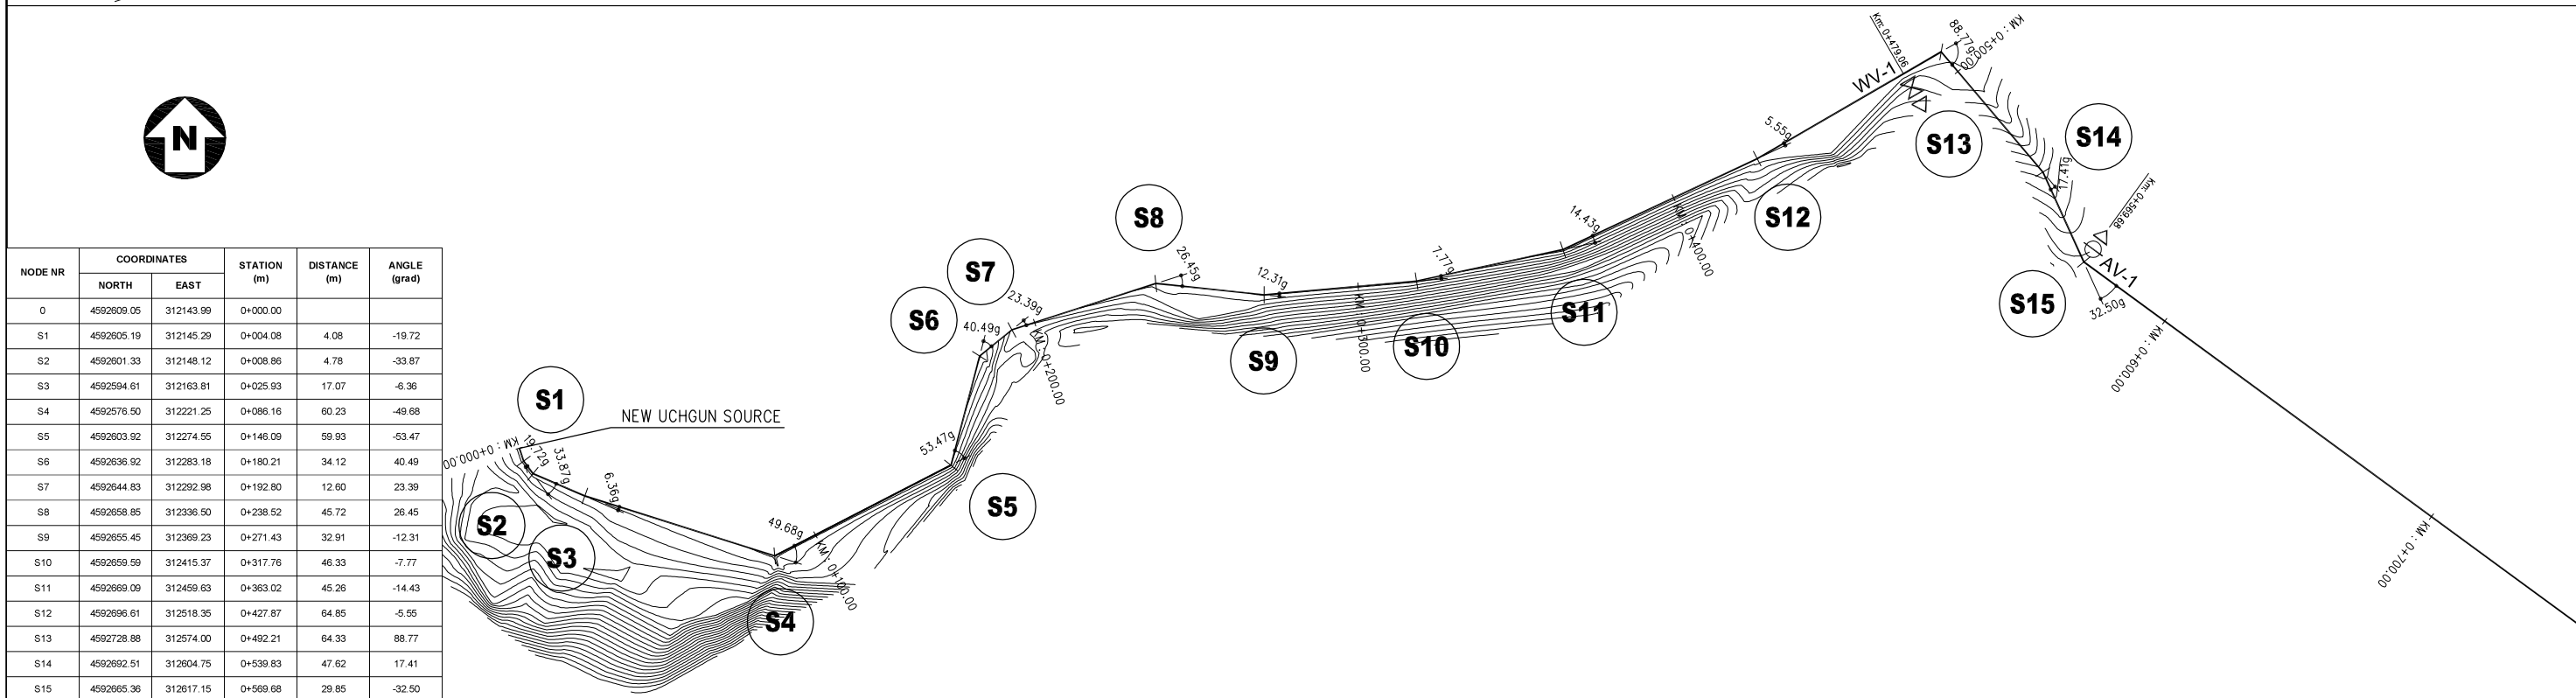 N
NODE NR COORDINATES STATION (m) DISTANCE (m) ANGLE (grad)
NORTH EAST
0 4592609.05 312143.99 0+000.00
S1 4592605.19 312145.29 0+004.08 4.08 -19.72
S2 4592601.33 312148.12 0+008.86 4.78 -33.87
S3 4592594.61 312163.81 0+025.93 17.07 -6.36
S4 4592576.50 312221.25 0+086.16 60.23 -49.68
S5 4592603.92 312274.55 0+146.09 59.93 -53.47
S6 4592636.92 312283.18 0+180.21 34.12 40.49
S7 4592644.83 312292.98 0+192.80 12.60 23.39
S8 4592658.85 312336.50 0+238.52 45.72 26.45
S9 4592655.45 312369.23 0+271.43 32.91 -12.31
S10 4592659.59 312415.37 0+317.76 46.33 -7.77
S11 4592669.09 312459.63 0+363.02 45.26 -14.43
S12 4592696.61 312518.35 0+427.87 64.85 -5.55
S13 4592728.88 312574.00 0+492.21 64.33 88.77
S14 4592692.51 312604.75 0+539.83 47.62 17.41
S15 4592665.36 312617.15 0+569.68 29.85 -32.50
S1
NEW UCHGUN SOURCE
KM : 0+000.00
19.72g
33.87g
6.36g
S2
S3
49.68g
KM : 0+100.00
S4
53.47g
S5
S6
40.49g
S7
23.39g
KM : 0+200.00
S8
26.45g
12.31g
S9
KM : 0+300.00
7.77g
S10
14.43g
S11
KM : 0+400.00
5.55g
S12
WV-1
Km: 0+479.06
88.77g
KM : 0+500.00
S13
S14
17.41g
Km: 0+569.68
AV-1
S15
32.50g
KM : 0+600.00
KM : 0+700.00